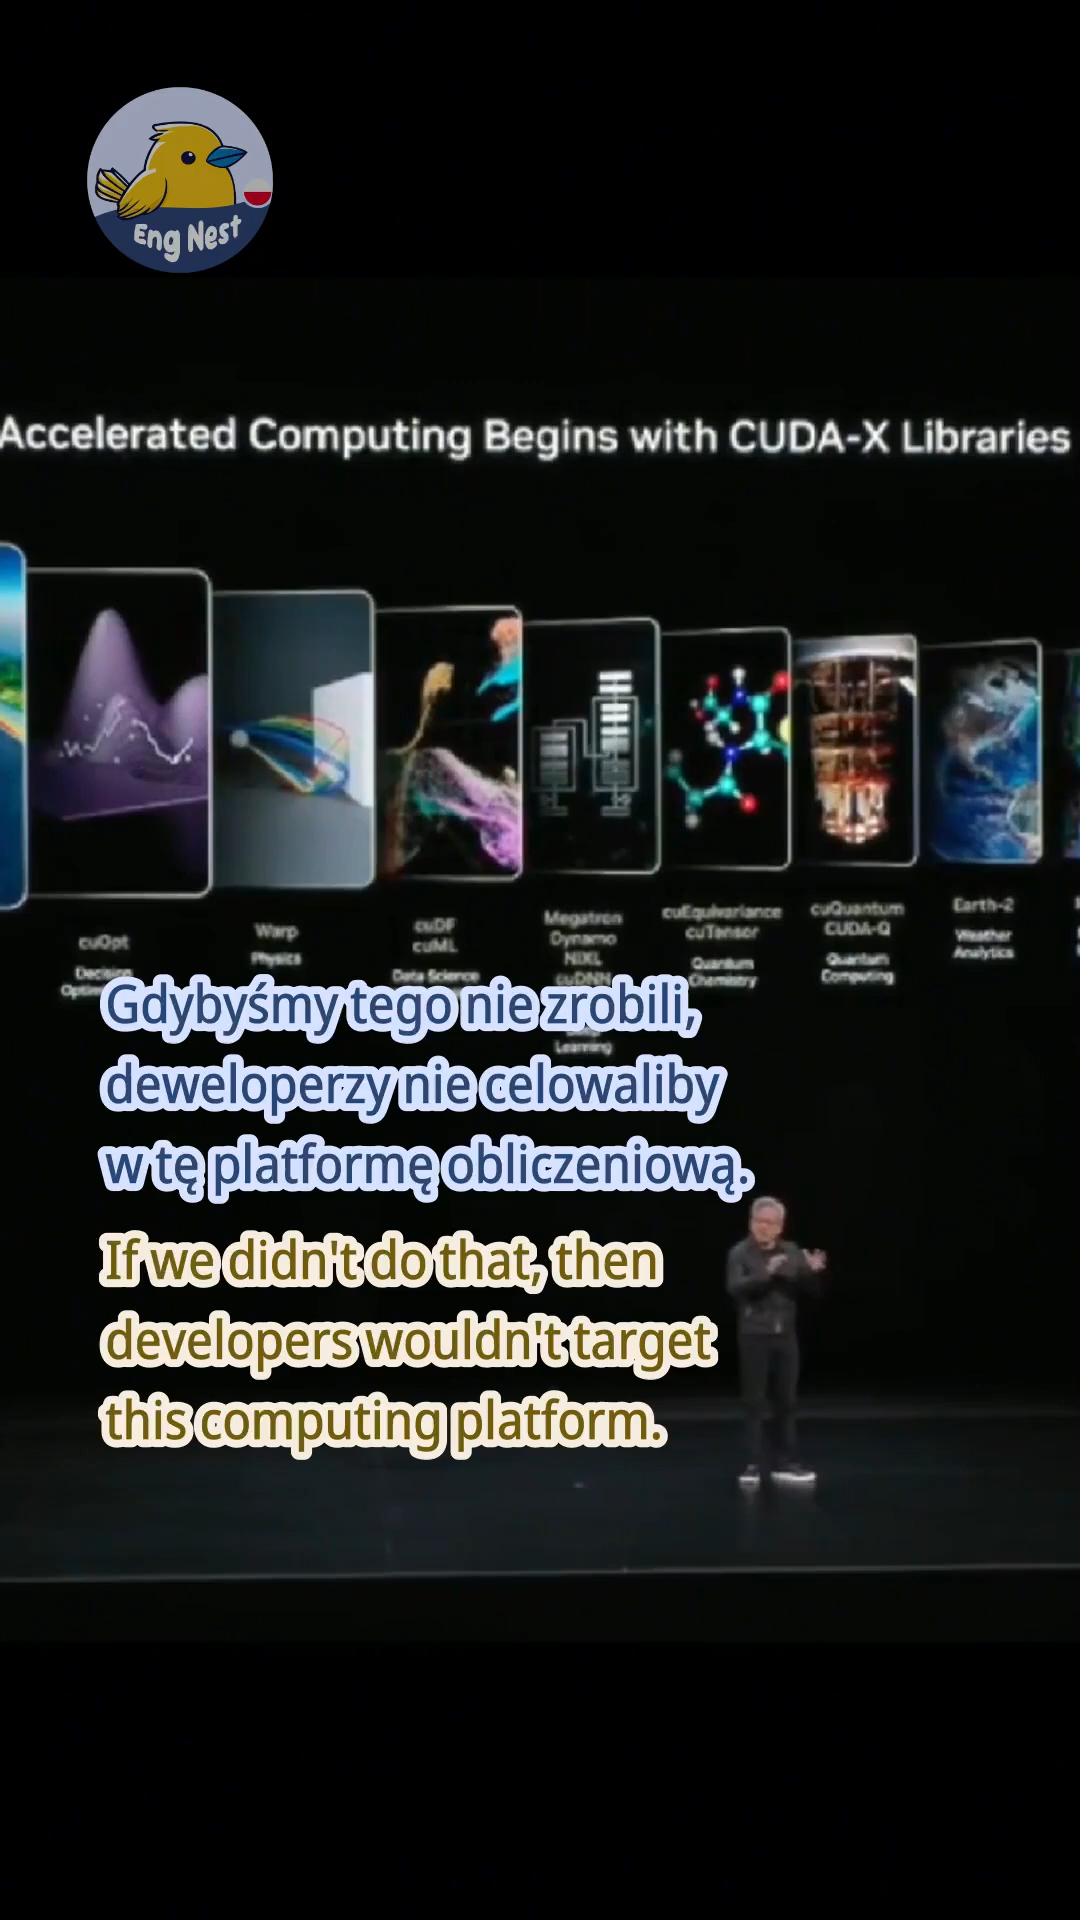 Eng Nest
Accelerated Computing Begins with CUDA-X Libraries
cuOpt
Decision
Warp
Physics
cuDF
cuML
Data Science
Megatron
Dynamo
NIXL
cuDNN
Learning
cuEquivariance
cuTensor
Quantum
Chemistry
cuQuantum
CUDA-Q
Quantum
Computing
Earth-2
Weather
Analytics
Gdybyśmy tego nie zrobili,
deweloperzy nie celowaliby
w tę platformę obliczeniową.
If we didn't do that, then
developers wouldn't target
this computing platform.